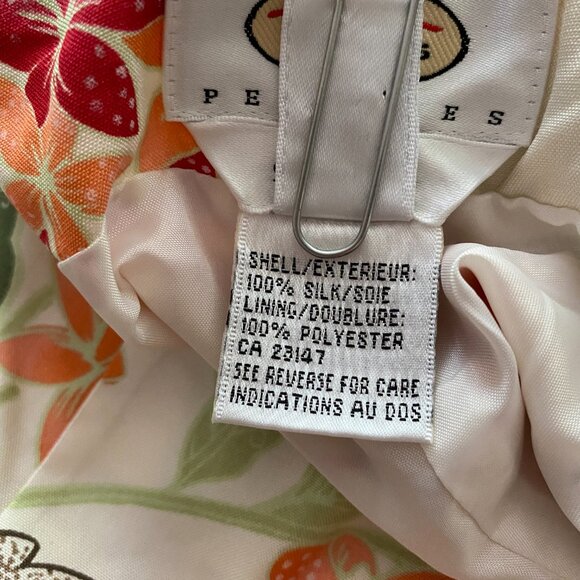 SHELL/EXTERIEUR:
100% SILK/SOIE
LINING/DOUBLURE:
100% POLYESTER
CA 23147
SEE REVERSE FOR CARE
INDICATIONS AU DOS